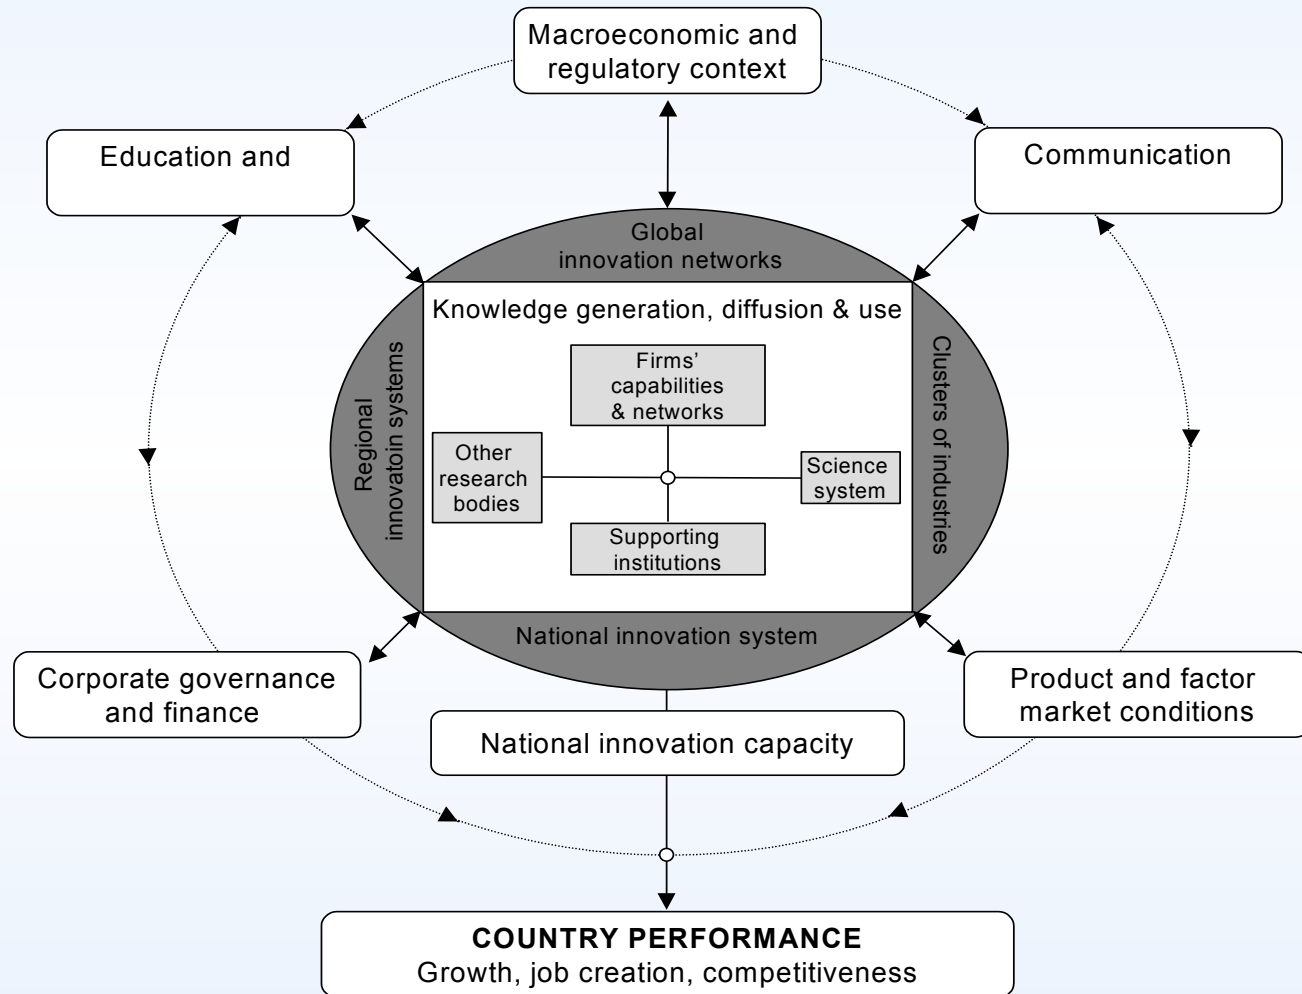 Macroeconomic and
regulatory context
Education and
Communication
Global
innovation networks
Knowledge generation, diffusion & use
Regional
innovatoin systems
Clusters of industries
Firms'
capabilities
& networks
Other
research
bodies
Science
system
Supporting
institutions
National innovation system
Corporate governance
and finance
Product and factor
market conditions
National innovation capacity
COUNTRY PERFORMANCE
Growth, job creation, competitiveness